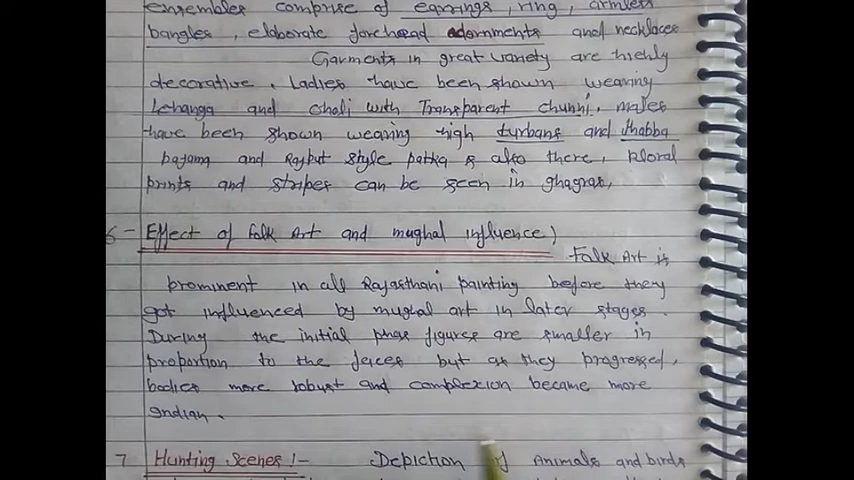 ensembles comprise of earrings, ring, armlets
bangles, elaborate forehead adornments and necklaces
Garments in great variety are highly
decorative. Ladies have been shown wearing
Lehanga and choli with Transparent chunni. males
have been shown wearing high turbans and Jhabba
pajama and Rajput style patka is also there, floral
prints and stripes can be seen in ghagras,
6- Effect of folk Art and mughal influence)
Folk Art is
prominent in all Rajasthani painting before they
got influenced by mughal art in later stages.
During the initial phas figures are smaller in
proportion to the feices but as they progressed,
bodies more robust and complexion became more
Indian.
7 Hunting Scenes!- Depiction of Animals and birds